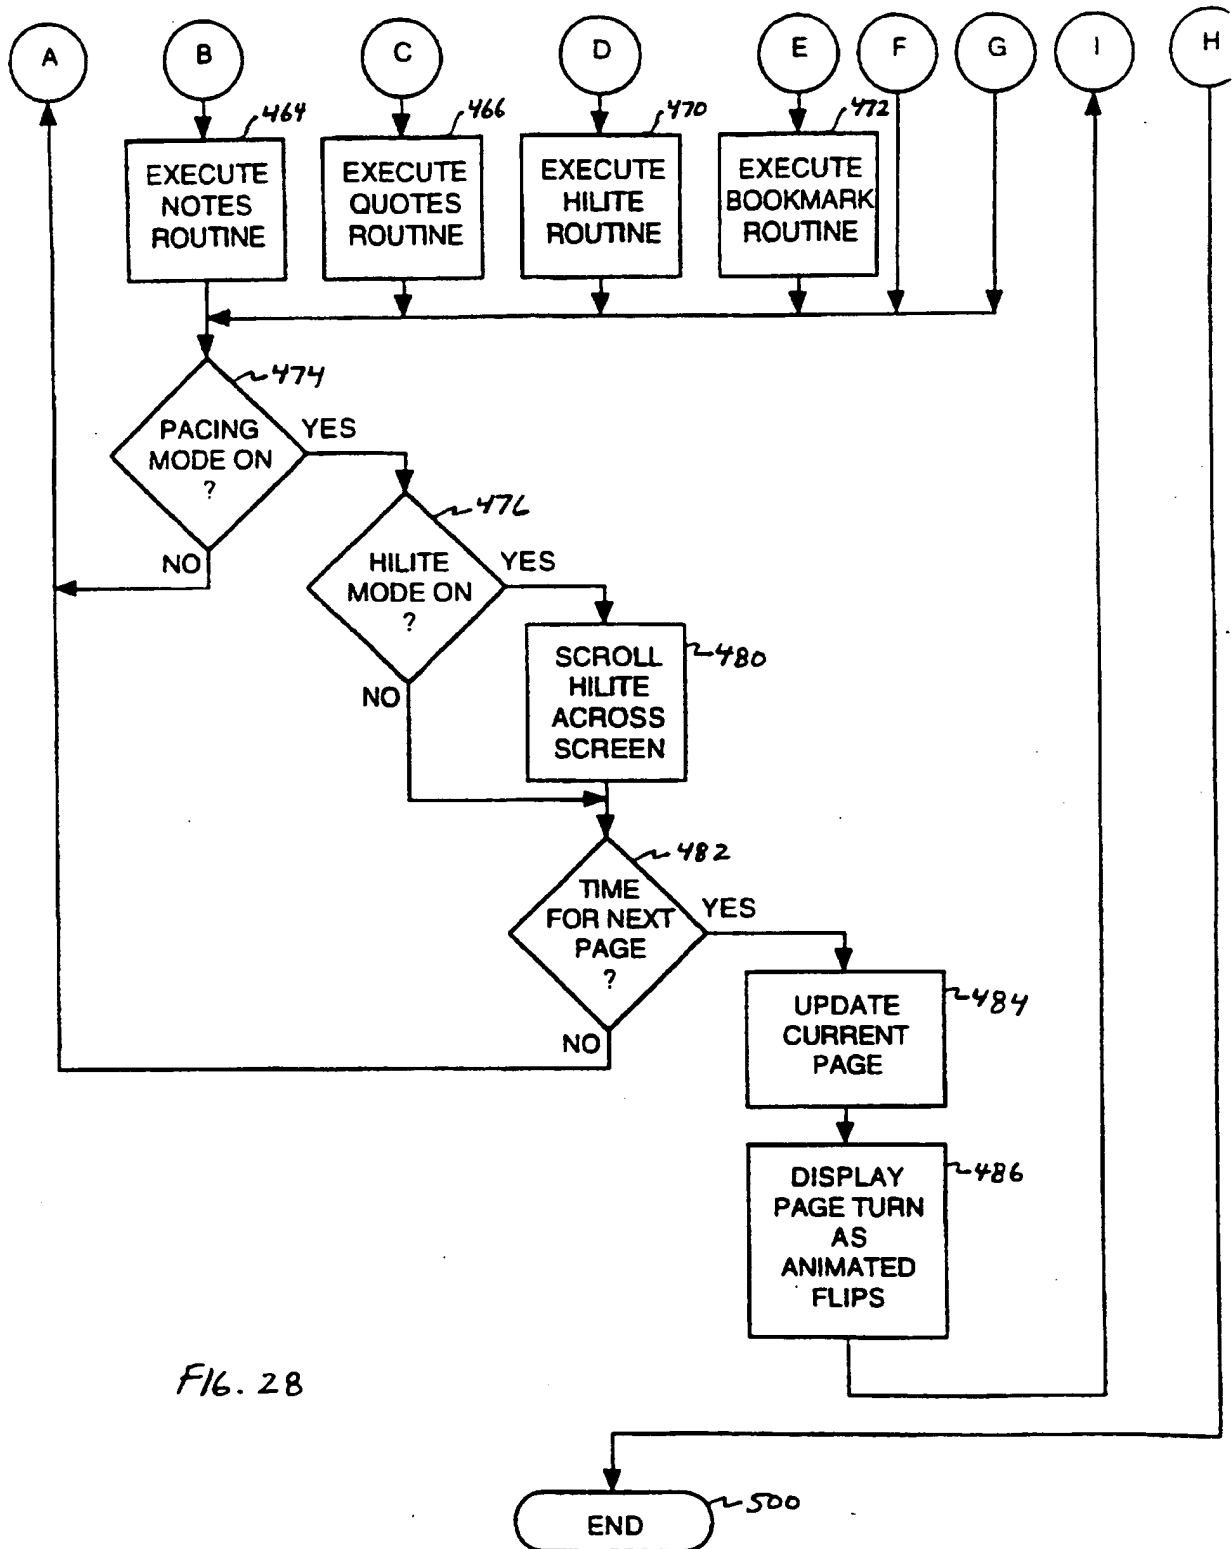 A
B
C
D
E
F
G
I
H
464
466
470
472
EXECUTE
NOTES
ROUTINE
EXECUTE
QUOTES
ROUTINE
EXECUTE
HILITE
ROUTINE
EXECUTE
BOOKMARK
ROUTINE
474
PACING
MODE ON
?
YES
NO
476
HILITE
MODE ON
?
YES
NO
480
SCROLL
HILITE
ACROSS
SCREEN
482
TIME
FOR NEXT
PAGE
?
YES
NO
484
UPDATE
CURRENT
PAGE
486
DISPLAY
PAGE TURN
AS
ANIMATED
FLIPS
FIG. 28
500
END